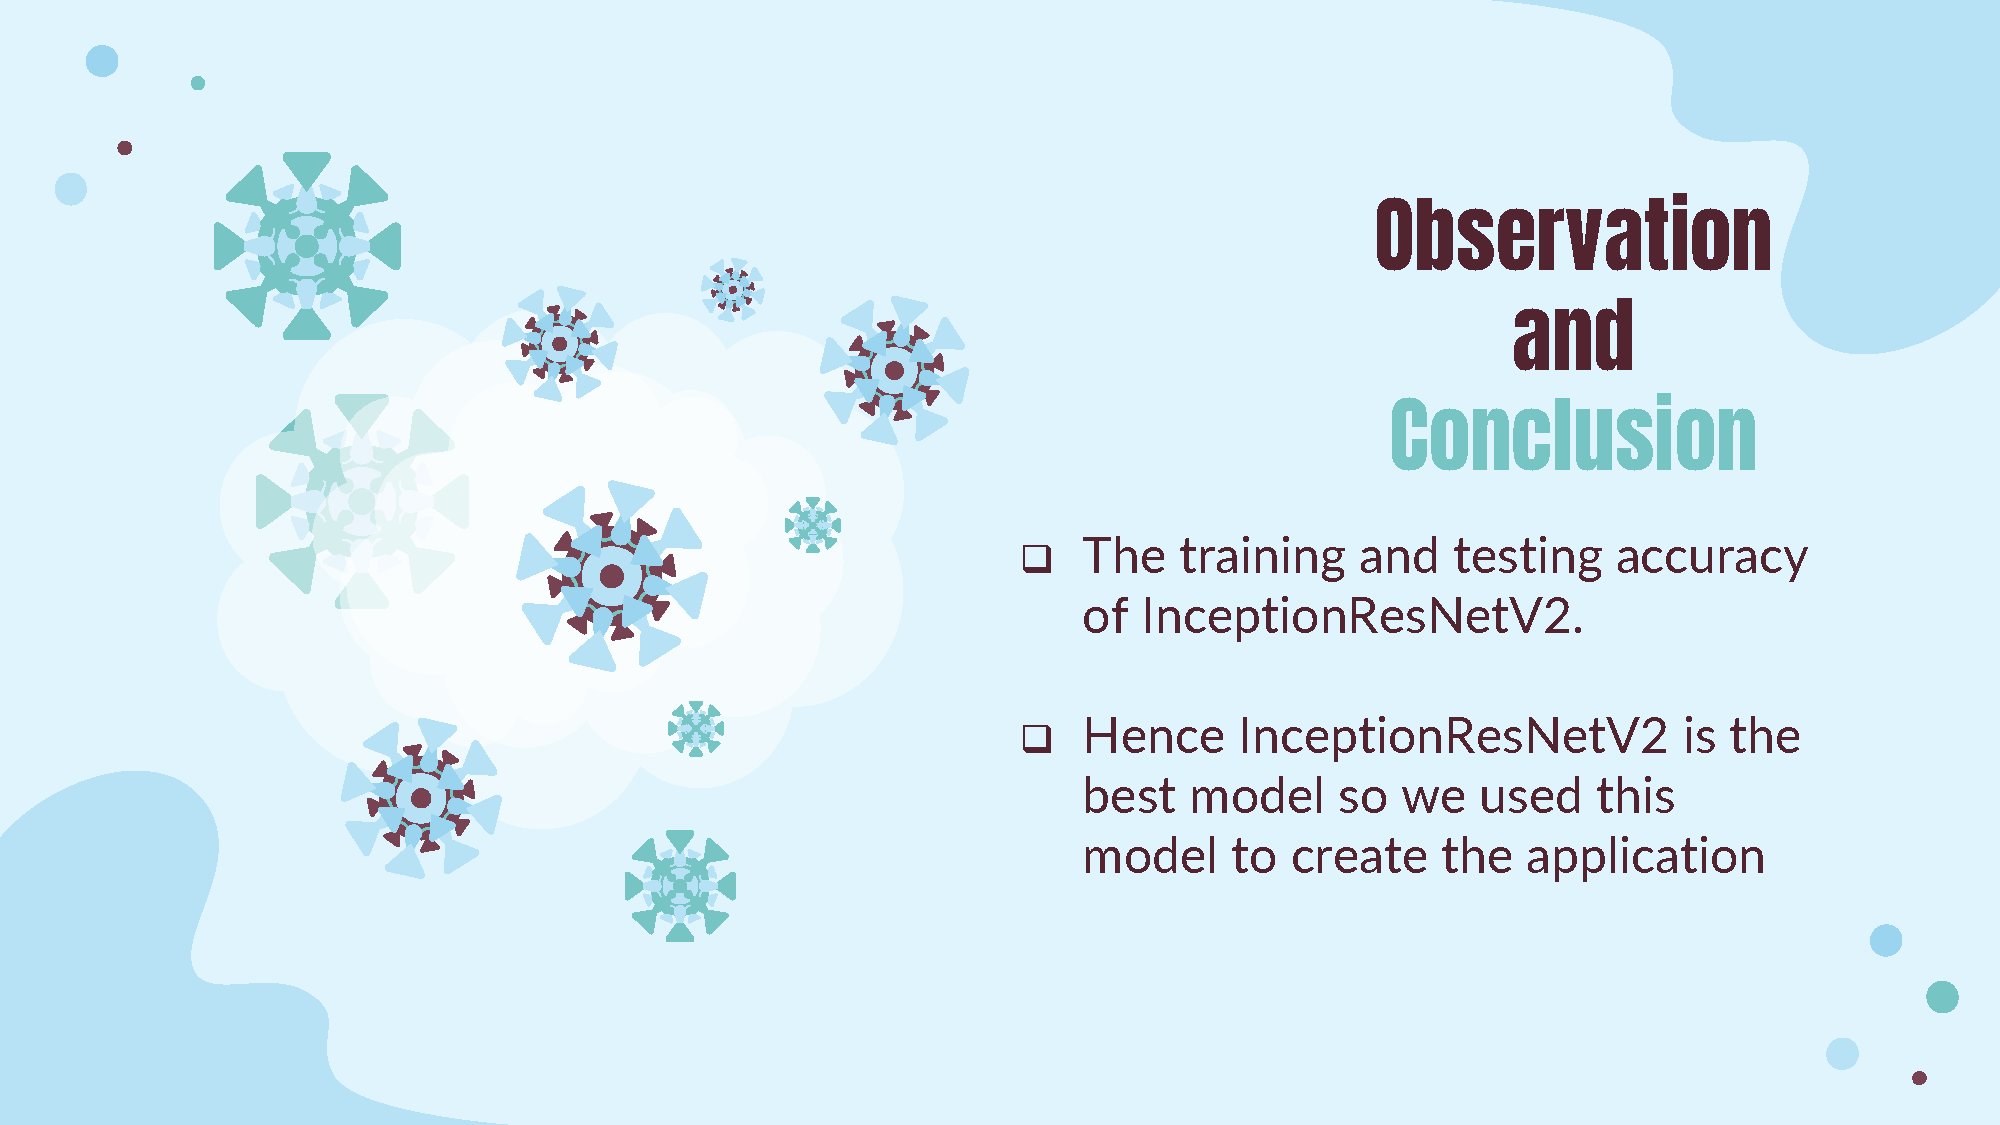 Observation
and
Conclusion
❑ The training and testing accuracy
of InceptionResNetV2.
❑ Hence InceptionResNetV2 is the
best model so we used this
model to create the application